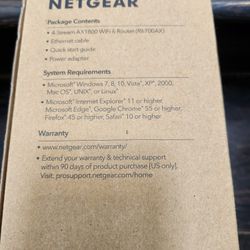 NETGEAR
Package Contents
• 4-Stream AX1800 WiFi 6 Router (R6700AX)
• Ethernet cable
• Quick start guide
• Power adapter
System Requirements
• Microsoft® Windows 7, 8, 10, Vista®, XP®, 2000,
Mac OS®, UNIX®, or Linux®
• Microsoft® Internet Explorer® 11 or higher,
Microsoft Edge®, Google Chrome® 55 or higher,
Firefox® 45 or higher, Safari® 10 or higher
Warranty
• www.netgear.com/warranty/
• Extend your warranty & technical support
within 90 days of product purchase [US-only].
Visit: prosupport.netgear.com/home